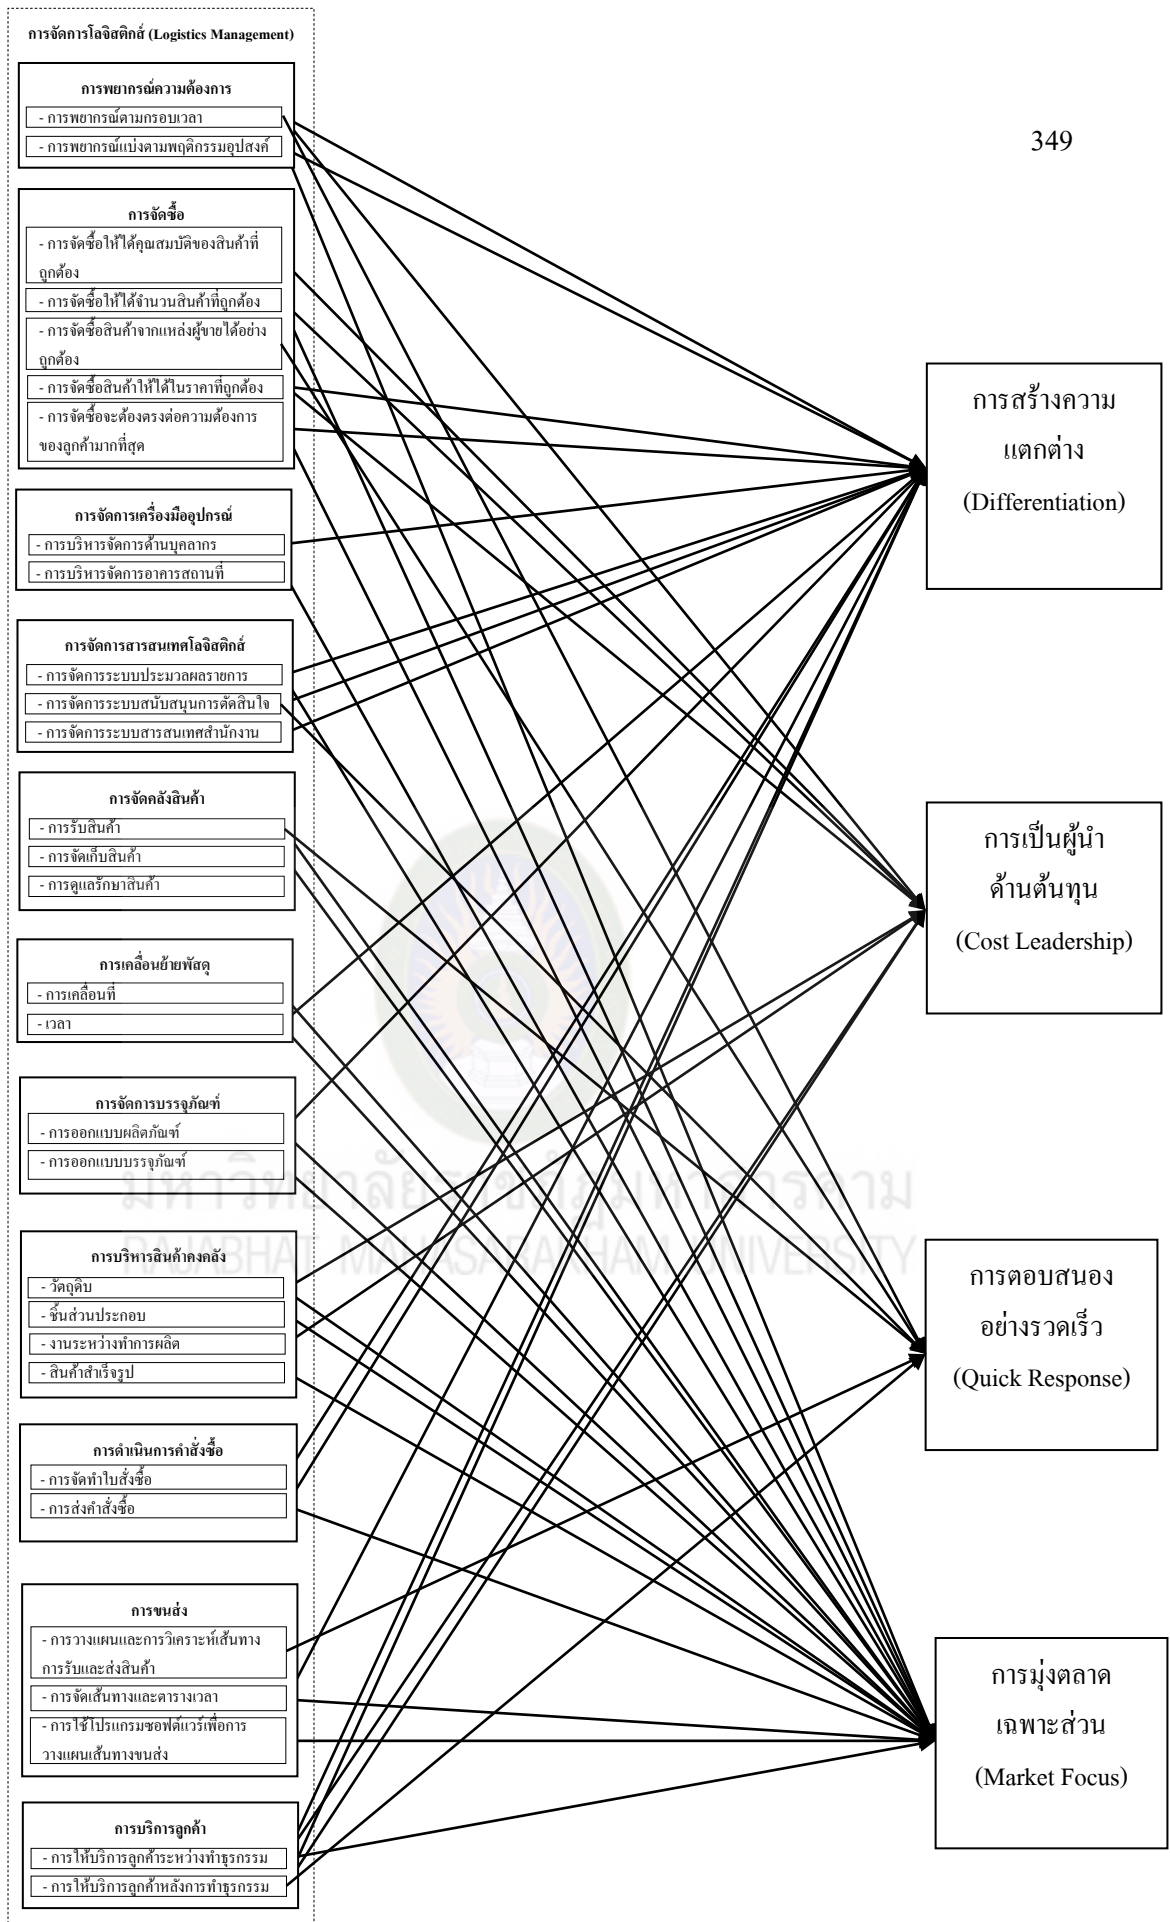 349
การจัดการโลจิสติกส์ (Logistics Management)
การพยากรณ์ความต้องการ
- การพยากรณ์ตามกรอบเวลา
- การพยากรณ์แบ่งตามพฤติกรรมอุปสงค์
การจัดซื้อ
- การจัดซื้อให้ได้คุณสมบัติของสินค้าที่
ถูกต้อง
- การจัดซื้อให้ได้จำนวนสินค้าที่ถูกต้อง
- การจัดซื้อสินค้าจากแหล่งผู้ขายได้อย่าง
ถูกต้อง
- การจัดซื้อสินค้าให้ได้ในราคาที่ถูกต้อง
- การจัดซื้อจะต้องตรงต่อความต้องการ
ของลูกค้ามากที่สุด
การจัดการเครื่องมืออุปกรณ์
- การบริหารจัดการด้านบุคลากร
- การบริหารจัดการอาคารสถานที่
การจัดการสารสนเทศโลจิสติกส์
- การจัดการระบบประมวลผลรายการ
- การจัดการระบบสนับสนุนการตัดสินใจ
- การจัดการระบบสารสนเทศสำนักงาน
การจัดคลังสินค้า
- การรับสินค้า
- การจัดเก็บสินค้า
- การดูแลรักษาสินค้า
การเคลื่อนย้ายพัสดุ
- การเคลื่อนที่
- เวลา
การจัดการบรรจุภัณฑ์
- การออกแบบผลิตภัณฑ์
- การออกแบบบรรจุภัณฑ์
การบริหารสินค้าคงคลัง
- วัตถุดิบ
- ชิ้นส่วนประกอบ
- งานระหว่างทำการผลิต
- สินค้าสำเร็จรูป
การดำเนินการคำสั่งซื้อ
- การจัดทำใบสั่งซื้อ
- การส่งคำสั่งซื้อ
การขนส่ง
- การวางแผนและการวิเคราะห์เส้นทาง
การรับและส่งสินค้า
- การจัดเส้นทางและตารางเวลา
- การใช้โปรแกรมซอฟต์แวร์เพื่อการ
วางแผนเส้นทางขนส่ง
การบริการลูกค้า
- การให้บริการลูกค้าระหว่างทำธุรกรรม
- การให้บริการลูกค้าหลังการทำธุรกรรม
การสร้างความ
แตกต่าง
(Differentiation)
การเป็นผู้นำ
ด้านต้นทุน
(Cost Leadership)
การตอบสนอง
อย่างรวดเร็ว
(Quick Response)
การมุ่งตลาด
เฉพาะส่วน
(Market Focus)
มหาวิทยาลัยราชภัฏมหาสารคาม
RAJABHAT MAHASARAKHAM UNIVERSITY